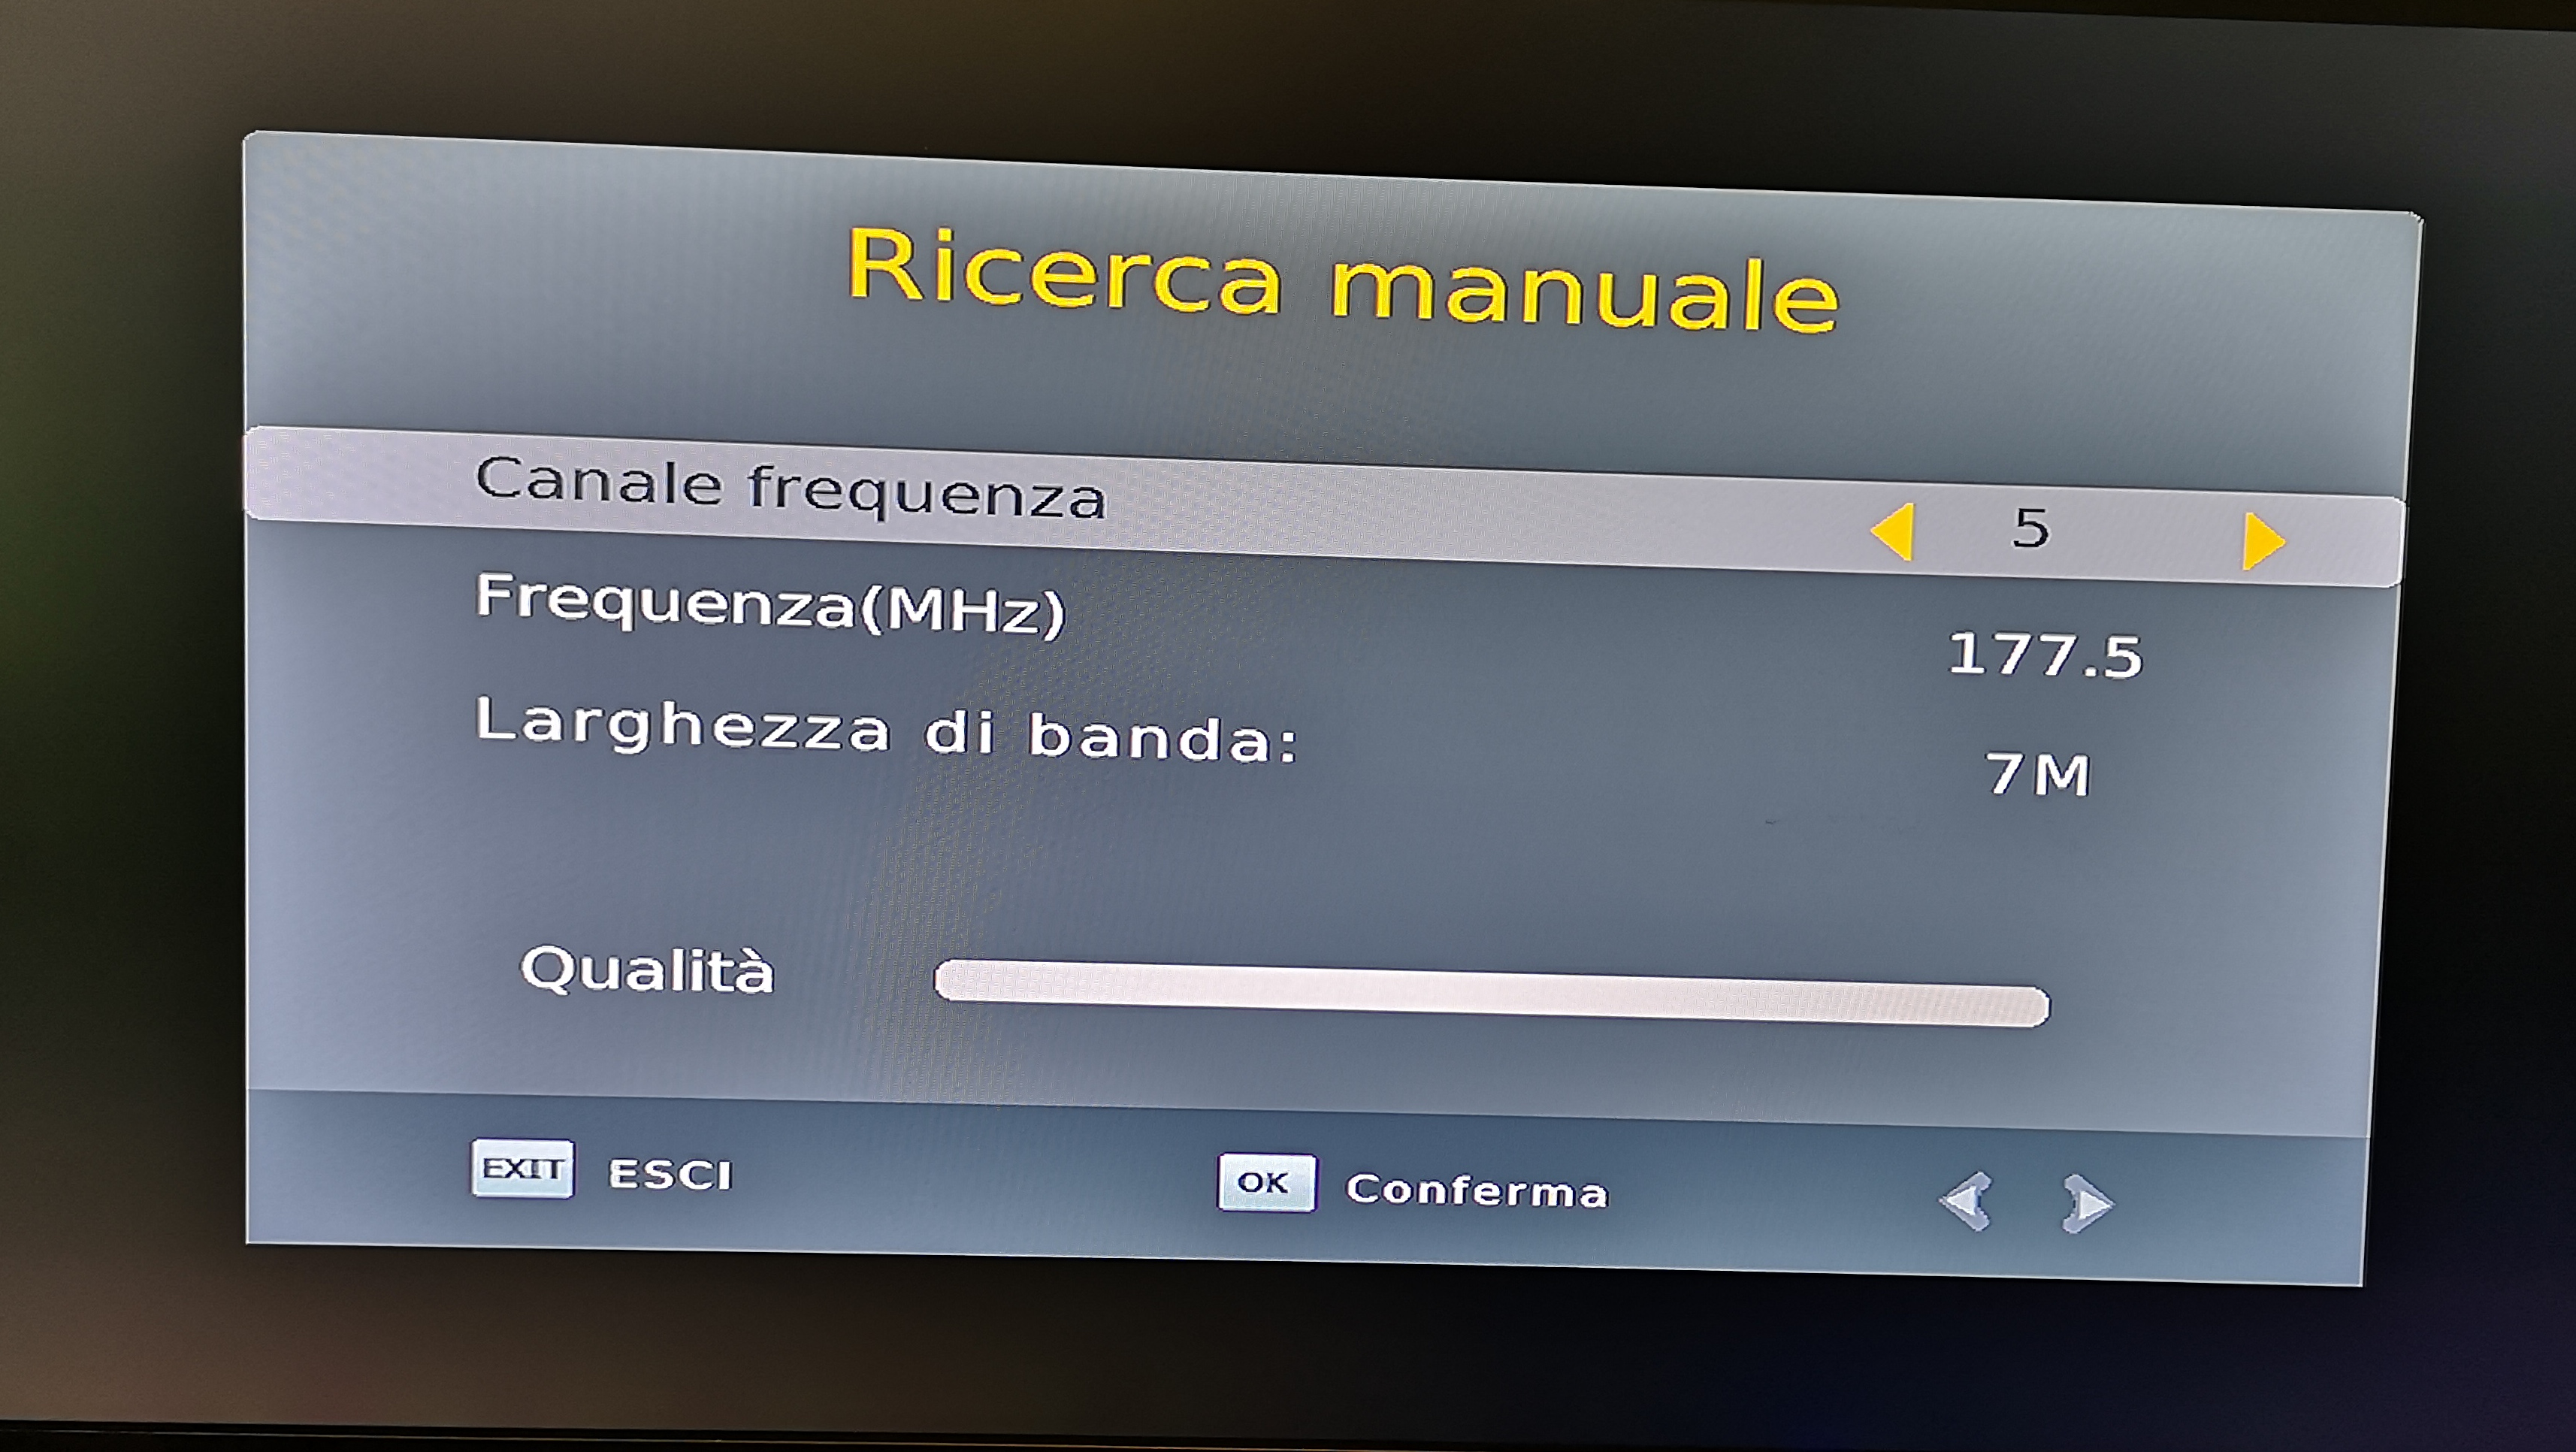 Ricerca manuale
Canale frequenza 5
Frequenza(MHz) 177.5
Larghezza di banda: 7M
Qualità
EXIT ESCI OK Conferma